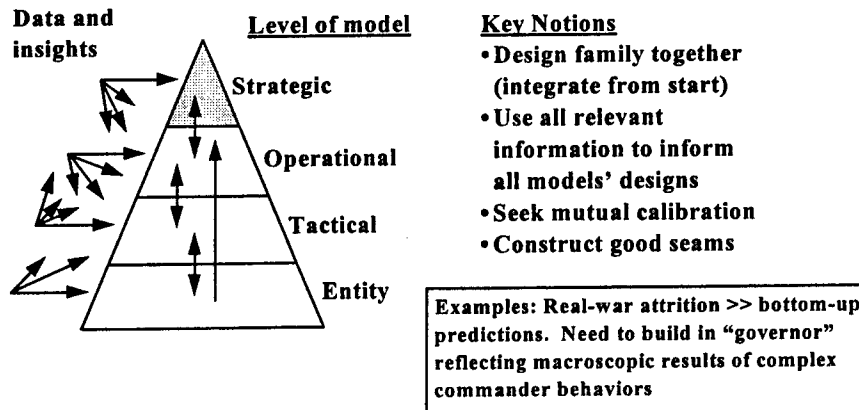 Data and
insights
Level of model
Strategic
Operational
Tactical
Entity
Key Notions
• Design family together
(integrate from start)
• Use all relevant
information to inform
all models' designs
• Seek mutual calibration
• Construct good seams
Examples: Real-war attrition >> bottom-up
predictions. Need to build in “governor”
reflecting macroscopic results of complex
commander behaviors